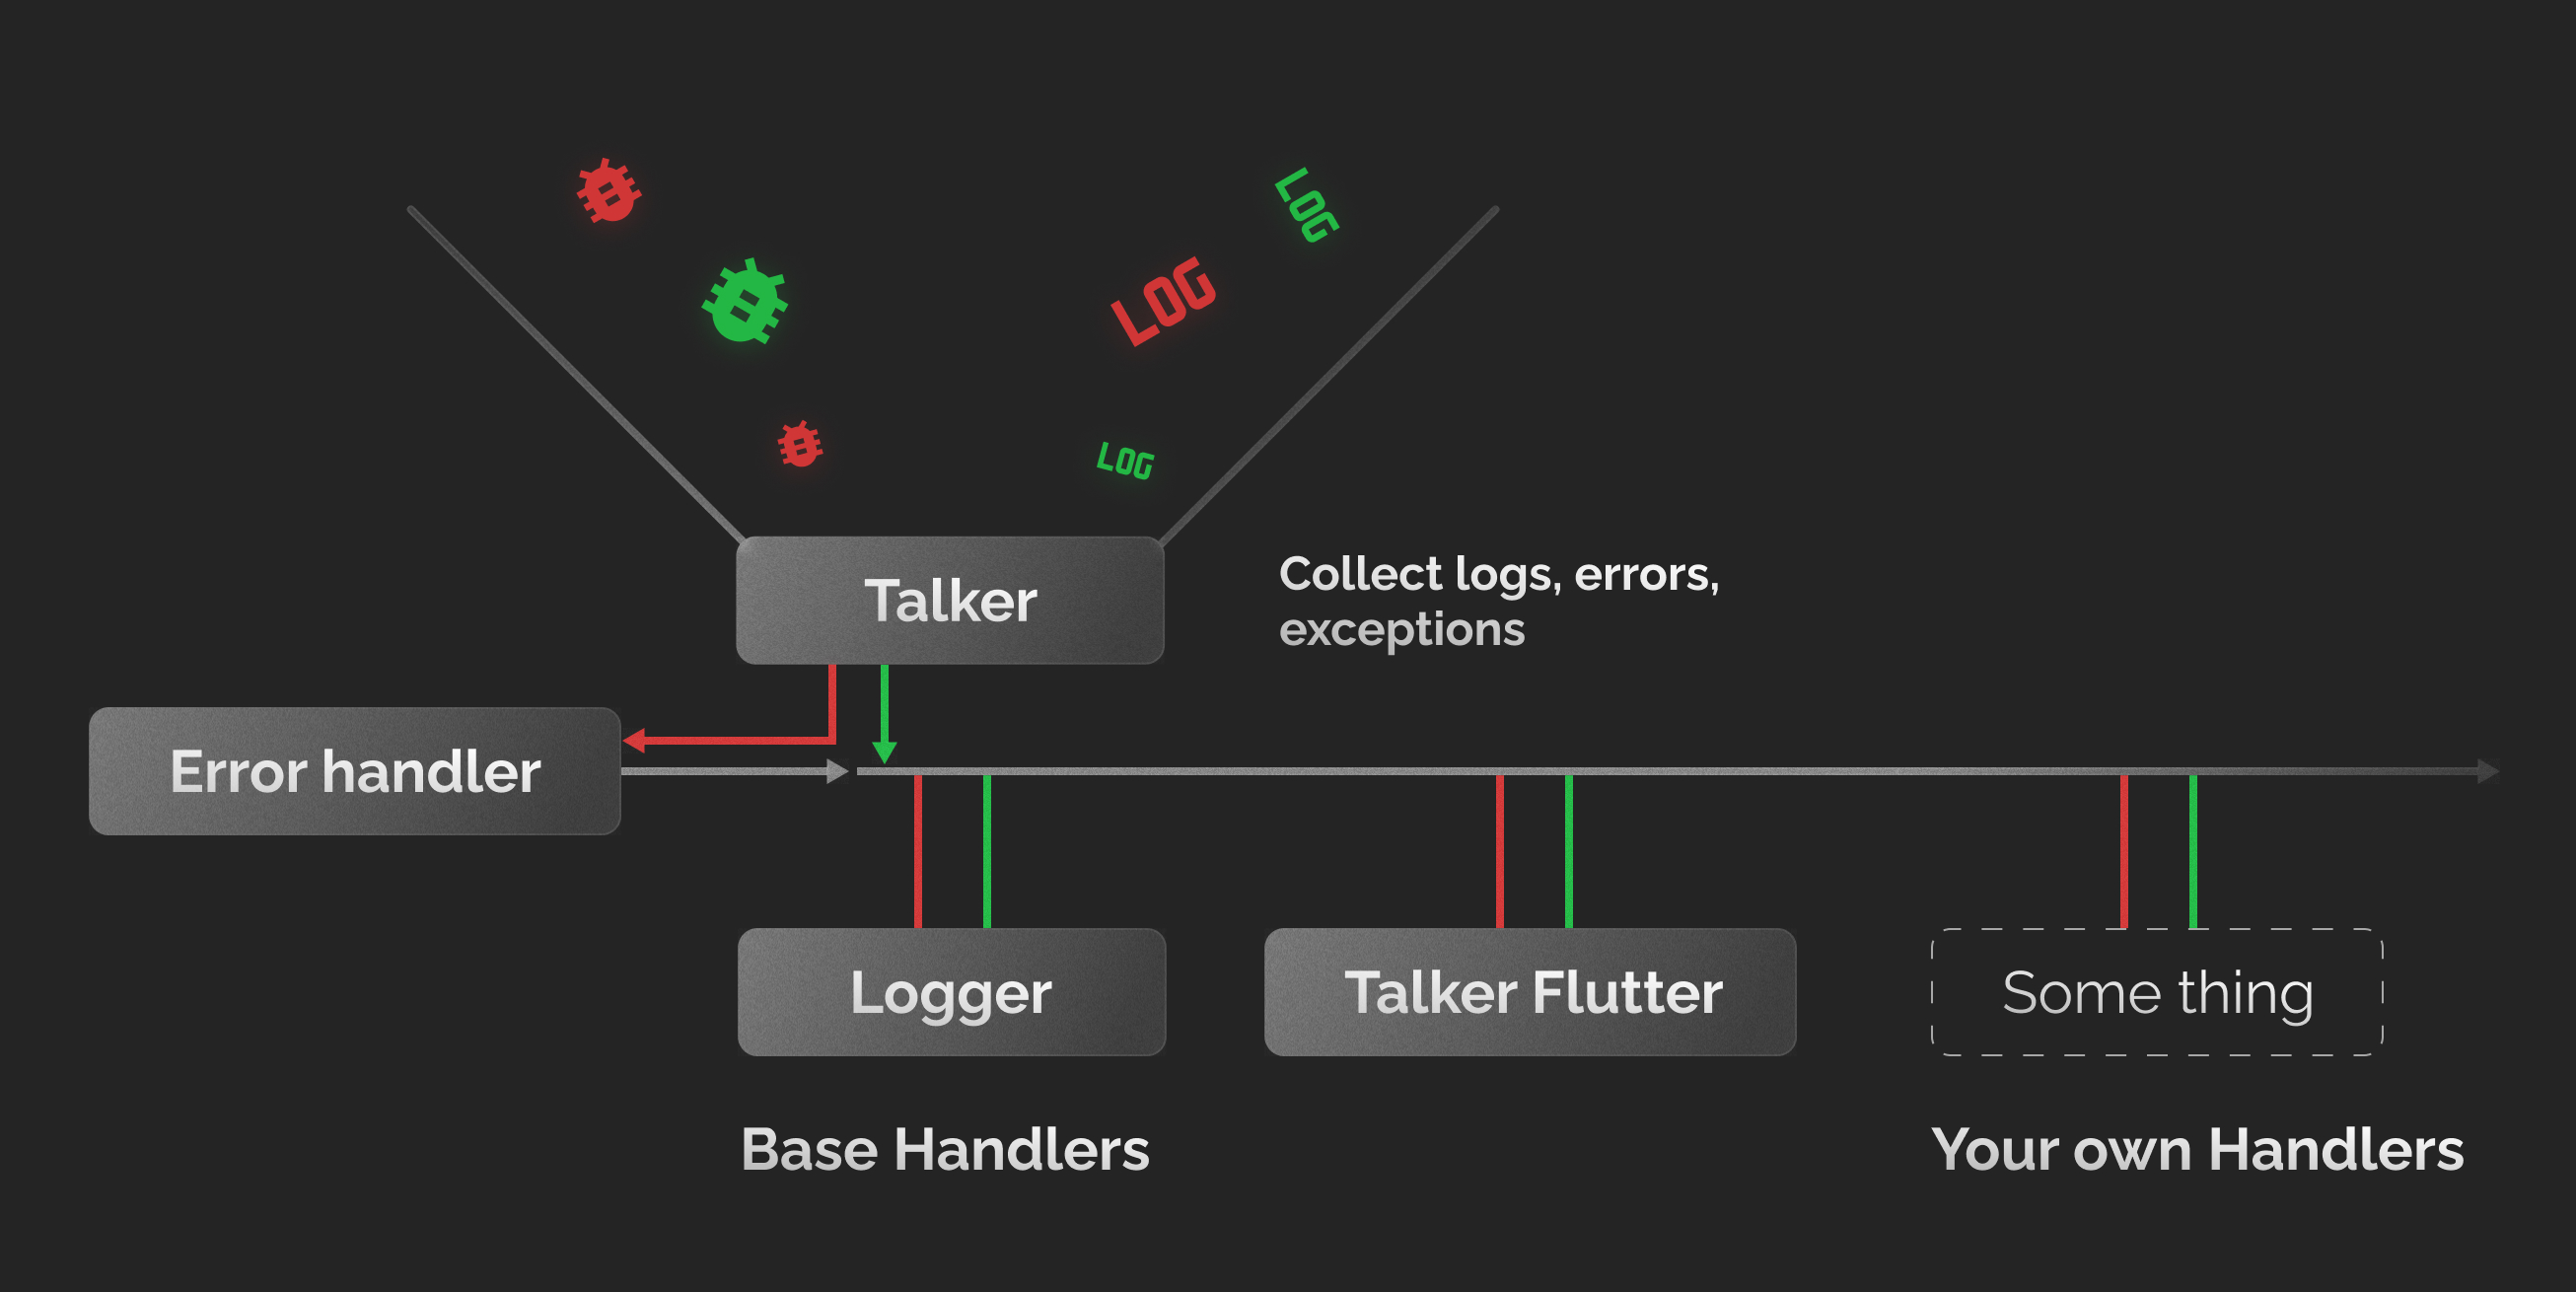 LOG
LOG
LOG
Talker
Collect logs, errors,
exceptions
Error handler
Logger
Talker Flutter
Some thing
Base Handlers
Your own Handlers